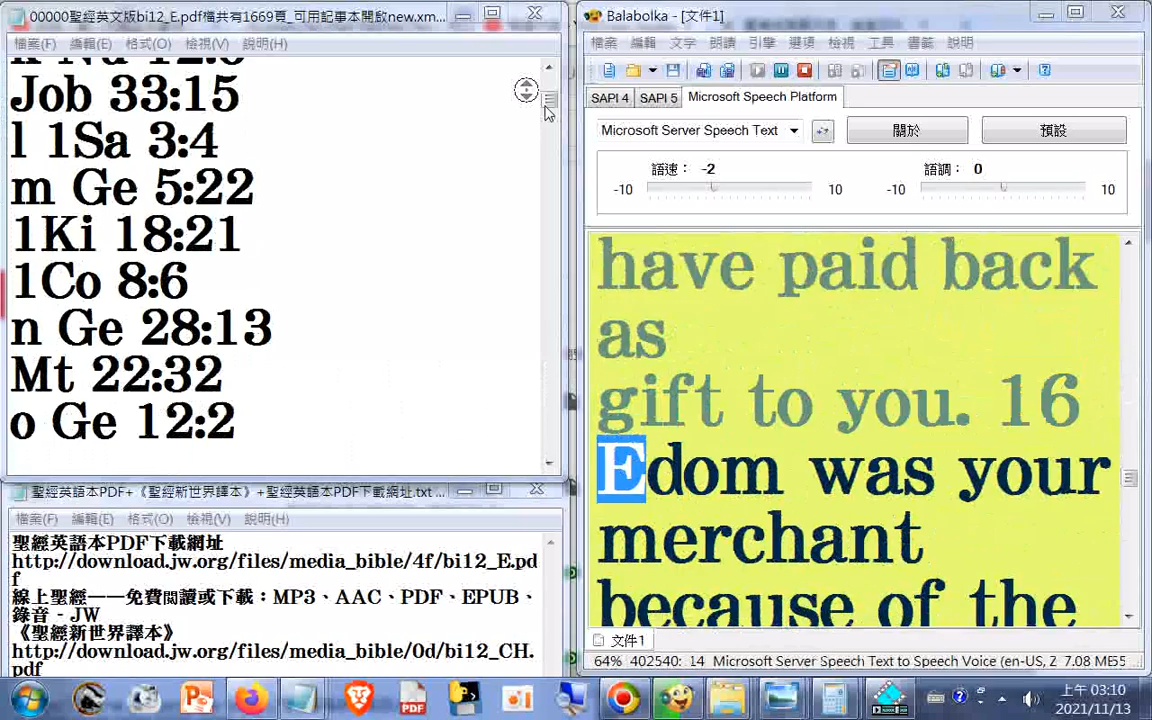 00000聖經英文版bi12_E.pdf檔共有1669頁_可用記事本開啟new.xm...
檔案(F) 編輯(E) 格式(O) 檢視(V) 說明(H)
Job 33:15
l 1Sa 3:4
m Ge 5:22
1Ki 18:21
1Co 8:6
n Ge 28:13
Mt 22:32
o Ge 12:2
聖經英語本PDF+《聖經新世界譯本》+聖經英語本PDF下載網址.txt ...
檔案(F) 編輯(E) 格式(O) 檢視(V) 說明(H)
聖經英語本PDF下載網址
http://download.jw.org/files/media_bible/4f/bi12_E.pd
f
線上聖經——免費閱讀或下載：MP3、AAC、PDF、EPUB、
錄音 - JW
《聖經新世界譯本》
http://download.jw.org/files/media_bible/0d/bi12_CH.
pdf
Balabolka - [文件1]
檔案 編輯 文字 朗讀 引擎 選項 檢視 工具 書籤 說明
SAPI 4 SAPI 5 Microsoft Speech Platform
Microsoft Server Speech Text 關於 預設
語速： -2 語調： 0
-10 10 -10 10
have paid back
as
gift to you. 16
Edom was your
merchant
because of the
文件1
64% 402540: 14 Microsoft Server Speech Text to Speech Voice (en-US, Z 7.08 ME55
PDF
上午 03:10
2021/11/13